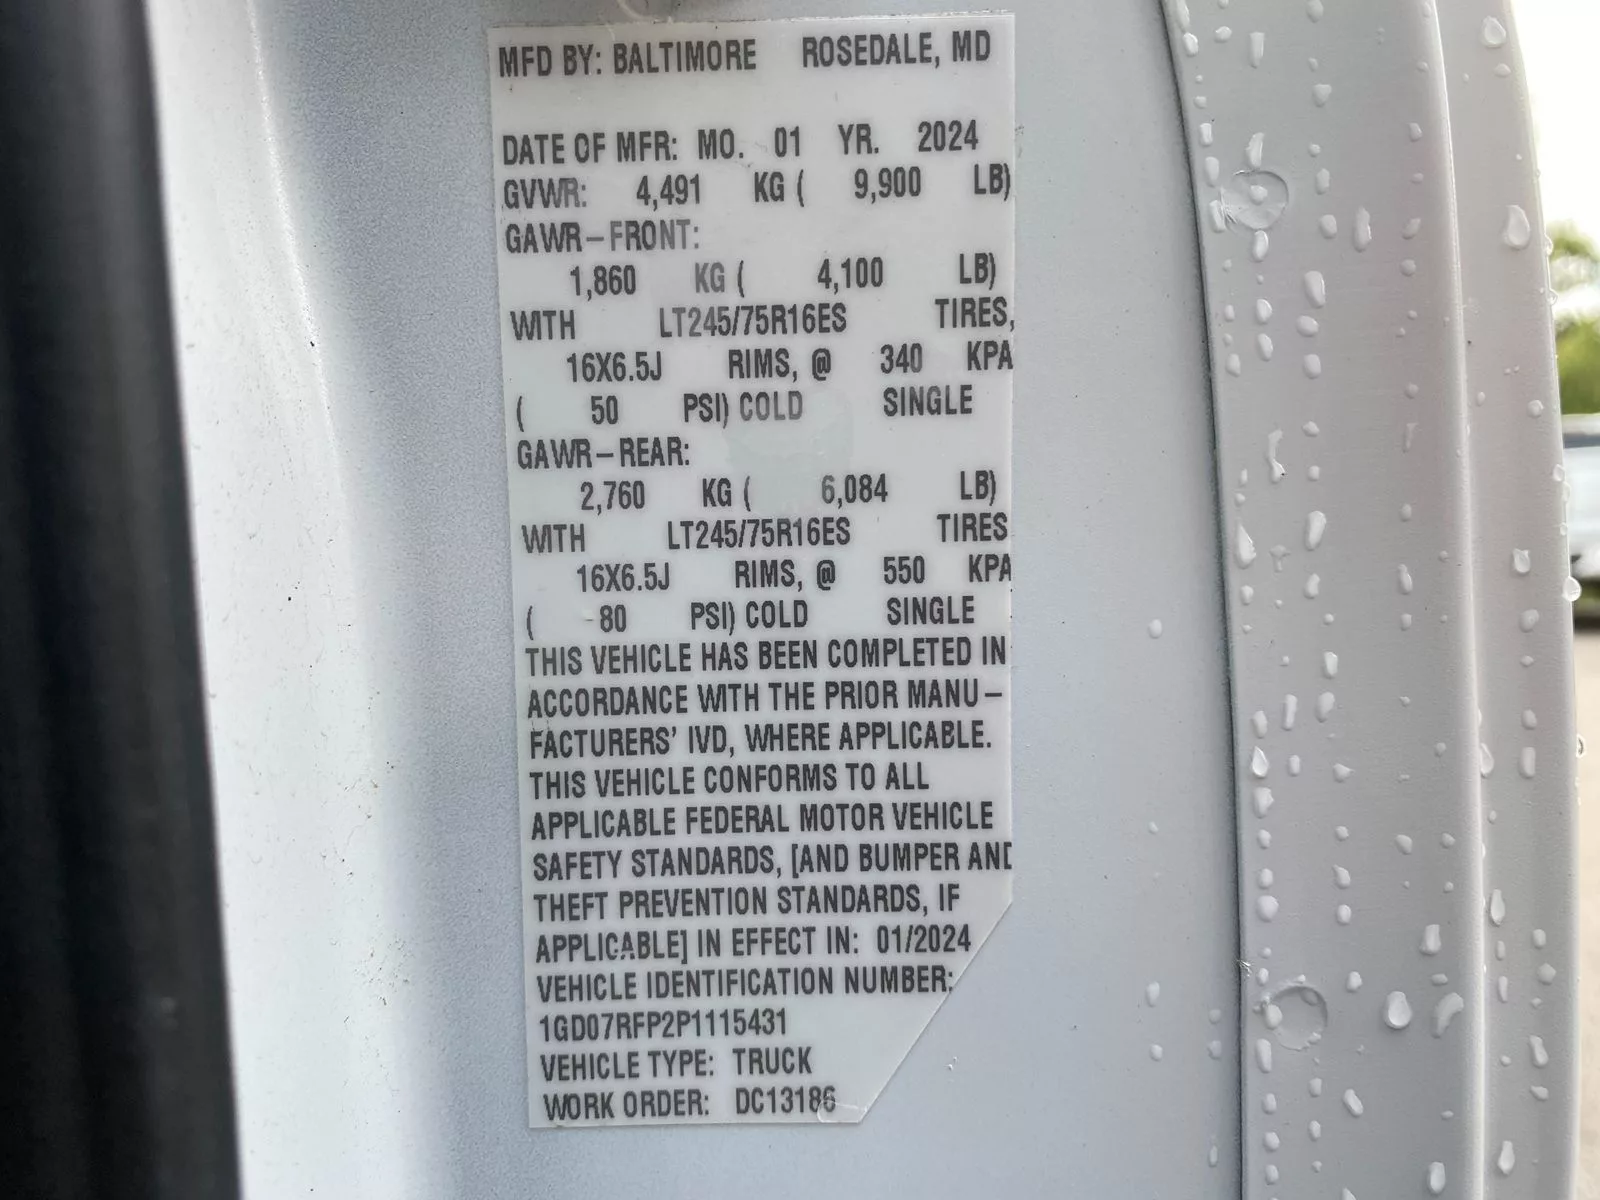 MFD BY: BALTIMORE ROSEDALE, MD
DATE OF MFR: MO. 01 YR. 2024
GVWR: 4,491 KG ( 9,900 LB)
GAWR-FRONT:
1,860 KG ( 4,100 LB)
WITH LT245/75R16ES TIRES,
16X6.5J RIMS, @ 340 KPA
( 50 PSI) COLD SINGLE
GAWR-REAR:
2,760 KG ( 6,084 LB)
WITH LT245/75R16ES TIRES
16X6.5J RIMS, @ 550 KPA
( 80 PSI) COLD SINGLE
THIS VEHICLE HAS BEEN COMPLETED IN
ACCORDANCE WITH THE PRIOR MANU-
FACTURERS' IVD, WHERE APPLICABLE.
THIS VEHICLE CONFORMS TO ALL
APPLICABLE FEDERAL MOTOR VEHICLE
SAFETY STANDARDS, [AND BUMPER AND
THEFT PREVENTION STANDARDS, IF
APPLICABLE] IN EFFECT IN: 01/2024
VEHICLE IDENTIFICATION NUMBER:
1GD07RFP2P1115431
VEHICLE TYPE: TRUCK
WORK ORDER: DC13186